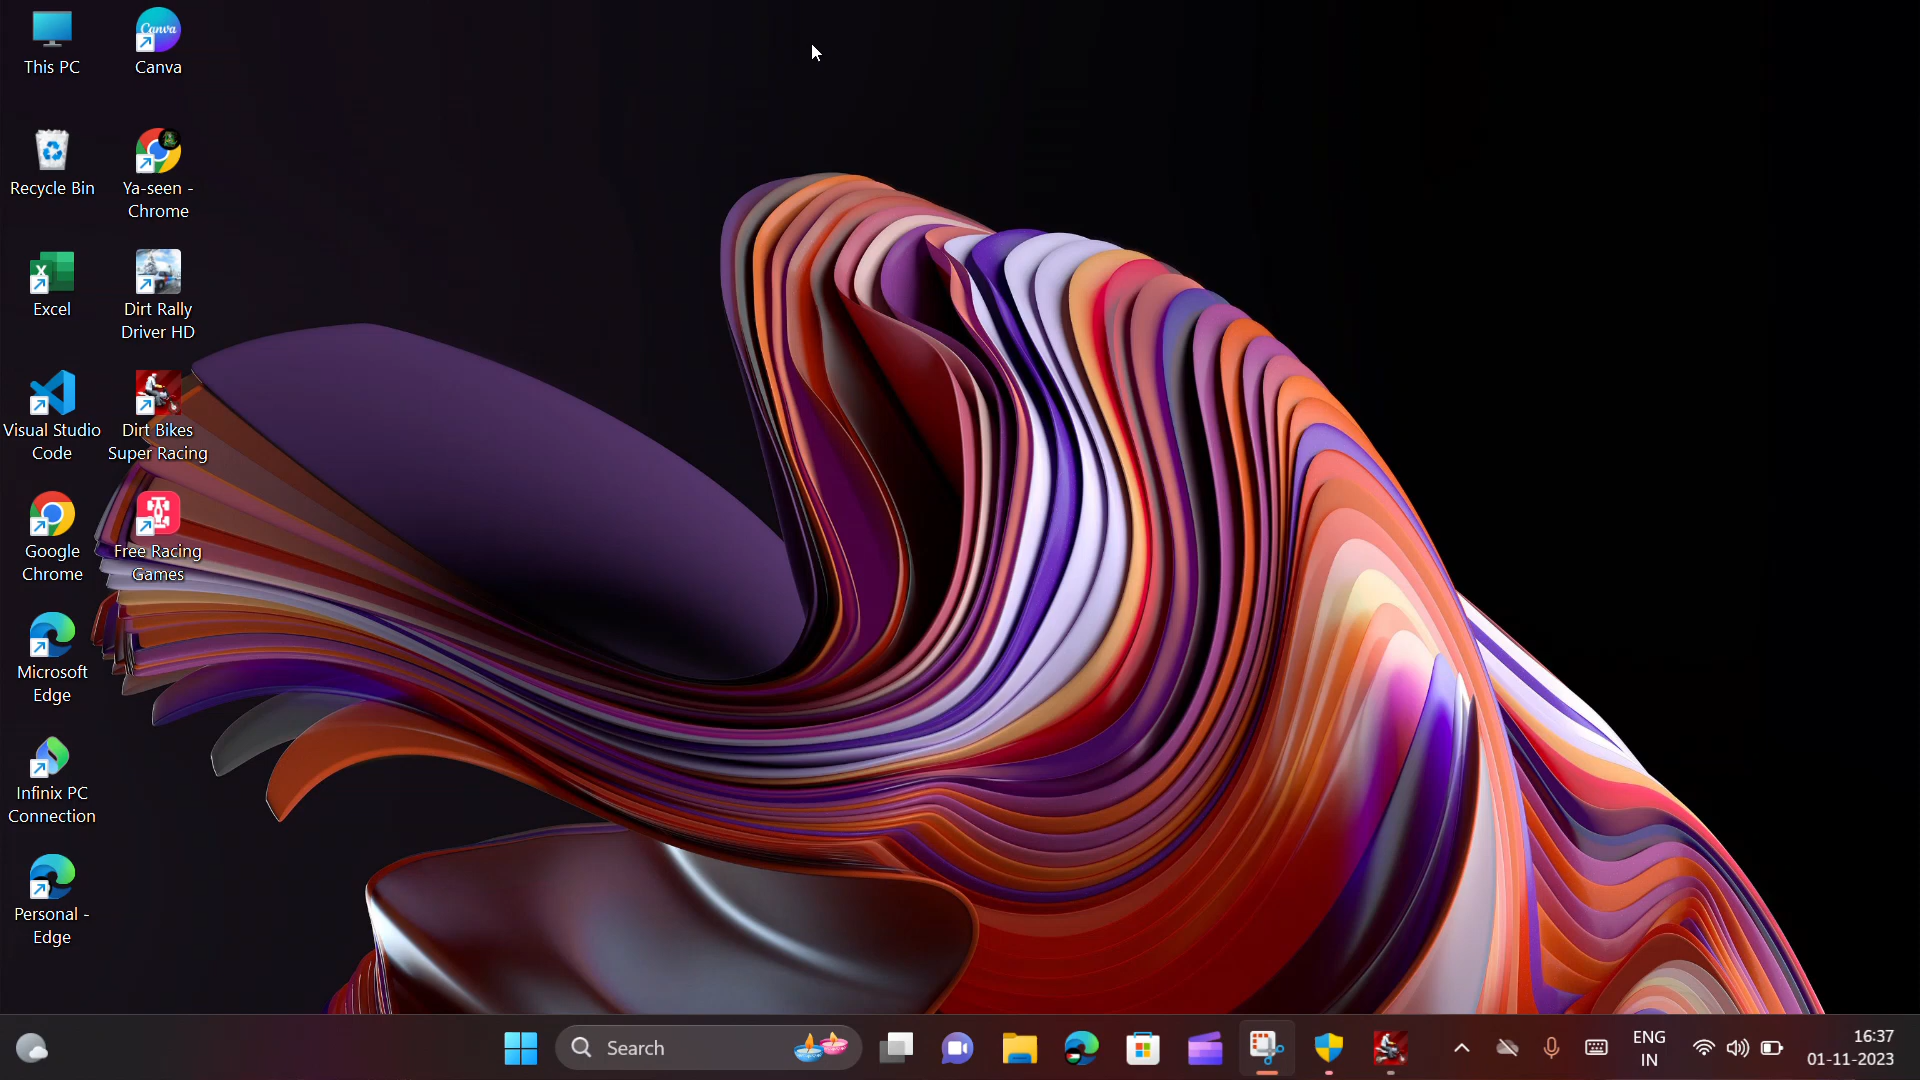 This PC
Canva
Canva
Recycle Bin
Ya-seen -
Chrome
Excel
Dirt Rally
Driver HD
Visual Studio
Code
Dirt Bikes
Super Racing
Google
Chrome
Free Racing
Games
Microsoft
Edge
Infinix PC
Connection
Personal -
Edge
Search
ENG
IN
16:37
01-11-2023